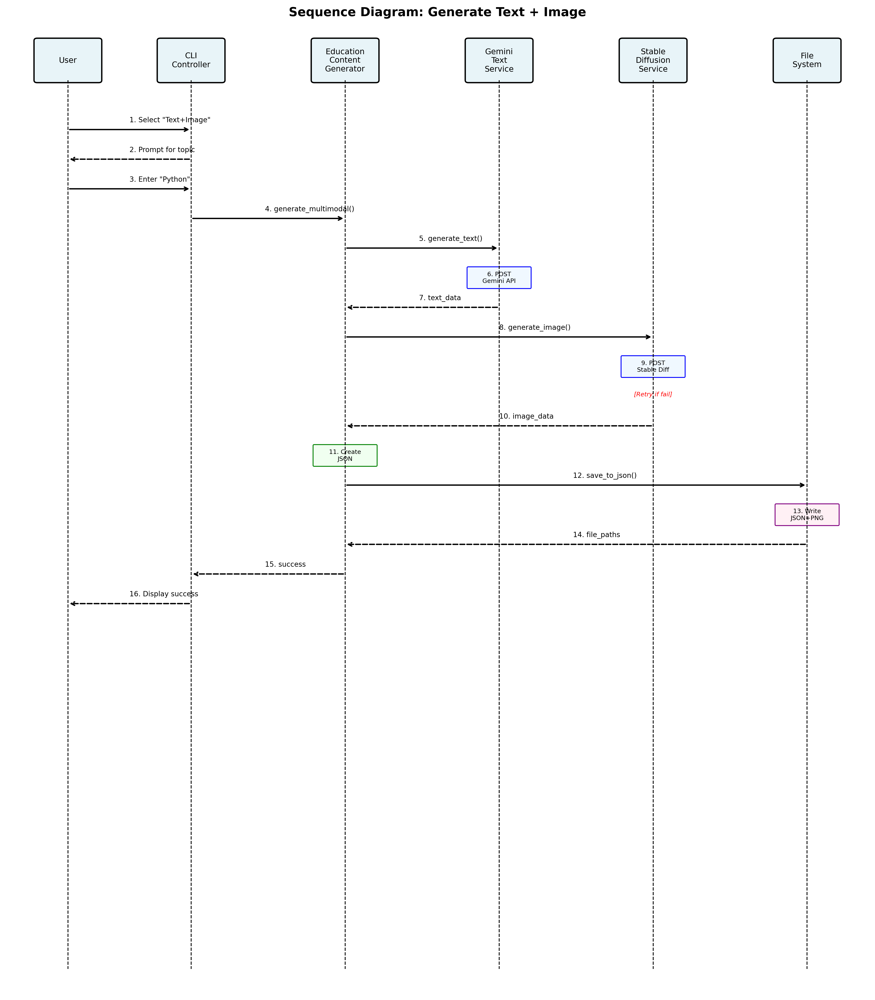 Sequence Diagram: Generate Text + Image
User
CLI
Controller
Education
Content
Generator
Gemini
Text
Service
Stable
Diffusion
Service
File
System
1. Select "Text+Image"
2. Prompt for topic
3. Enter "Python"
4. generate_multimodal()
5. generate_text()
6. POST
Gemini API
7. text_data
8. generate_image()
9. POST
Stable Diff
[Retry if fail]
10. image_data
11. Create
JSON
12. save_to_json()
13. Write
JSON+PNG
14. file_paths
15. success
16. Display success